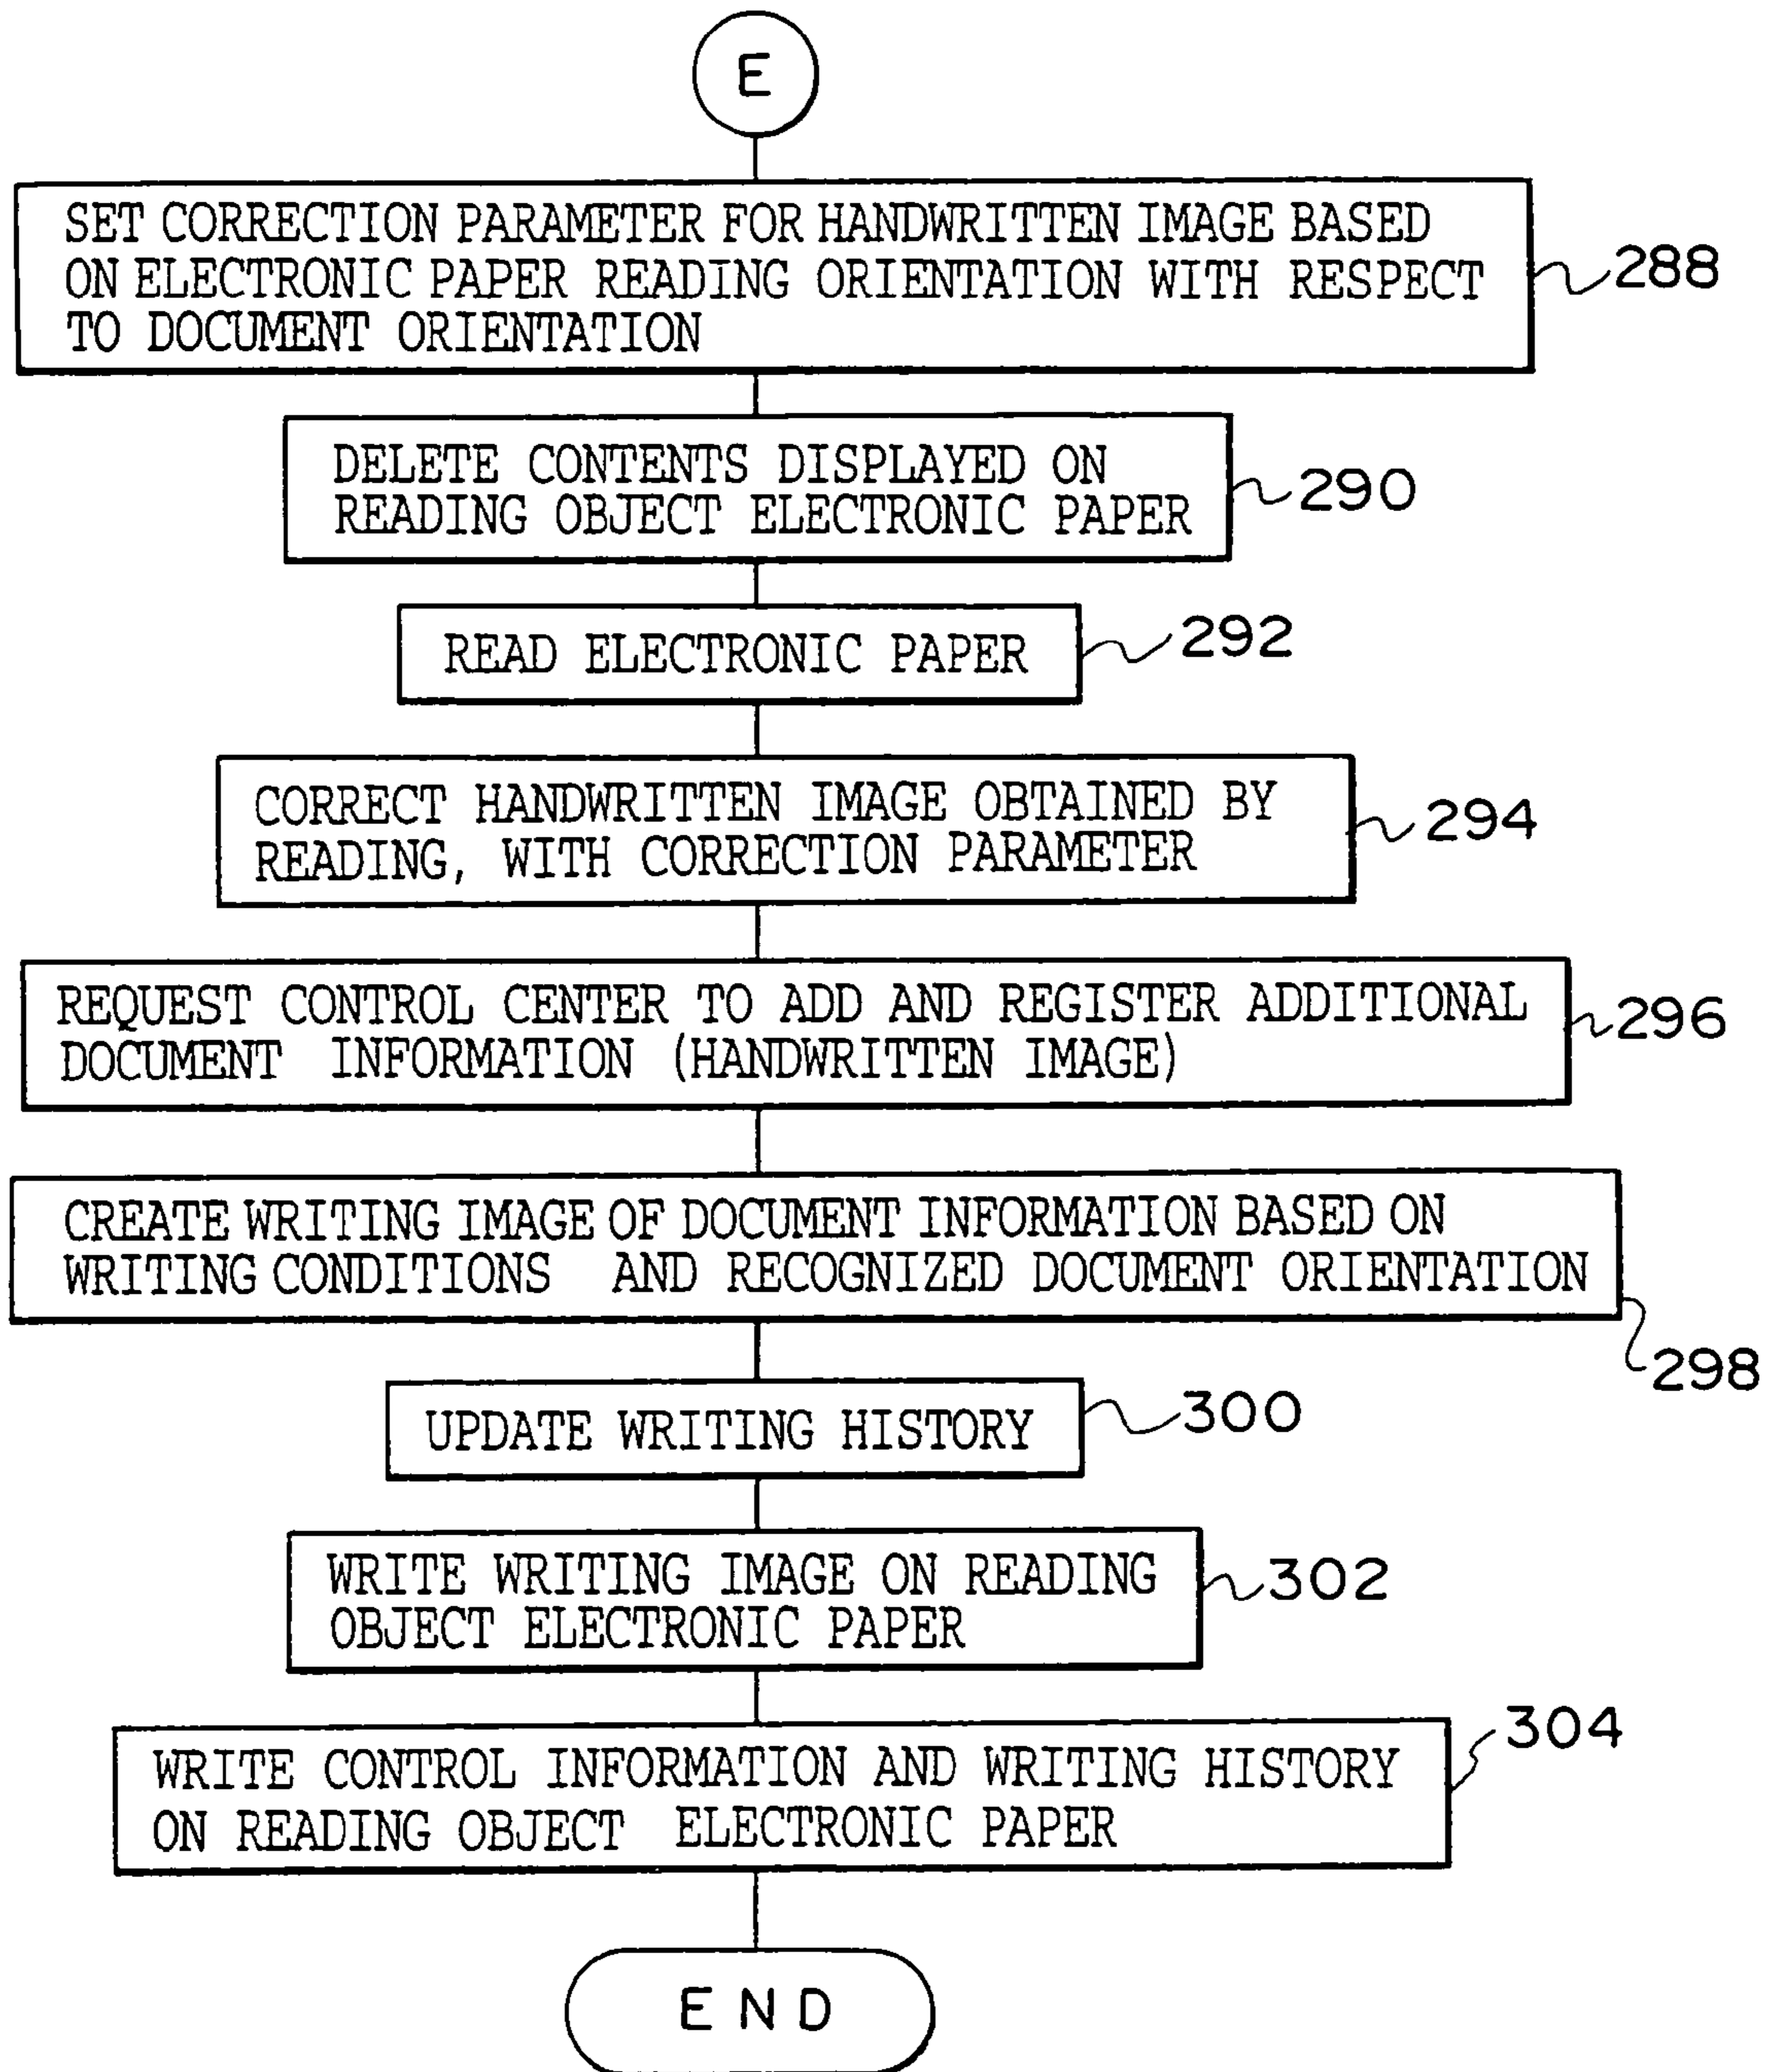 E
SET CORRECTION PARAMETER FOR HANDWRITTEN IMAGE BASED
ON ELECTRONIC PAPER READING ORIENTATION WITH RESPECT
TO DOCUMENT ORIENTATION
288
DELETE CONTENTS DISPLAYED ON
READING OBJECT ELECTRONIC PAPER
290
READ ELECTRONIC PAPER
292
CORRECT HANDWRITTEN IMAGE OBTAINED BY
READING, WITH CORRECTION PARAMETER
294
REQUEST CONTROL CENTER TO ADD AND REGISTER ADDITIONAL
DOCUMENT INFORMATION (HANDWRITTEN IMAGE)
296
CREATE WRITING IMAGE OF DOCUMENT INFORMATION BASED ON
WRITING CONDITIONS AND RECOGNIZED DOCUMENT ORIENTATION
298
UPDATE WRITING HISTORY
300
WRITE WRITING IMAGE ON READING
OBJECT ELECTRONIC PAPER
302
WRITE CONTROL INFORMATION AND WRITING HISTORY
ON READING OBJECT ELECTRONIC PAPER
304
END